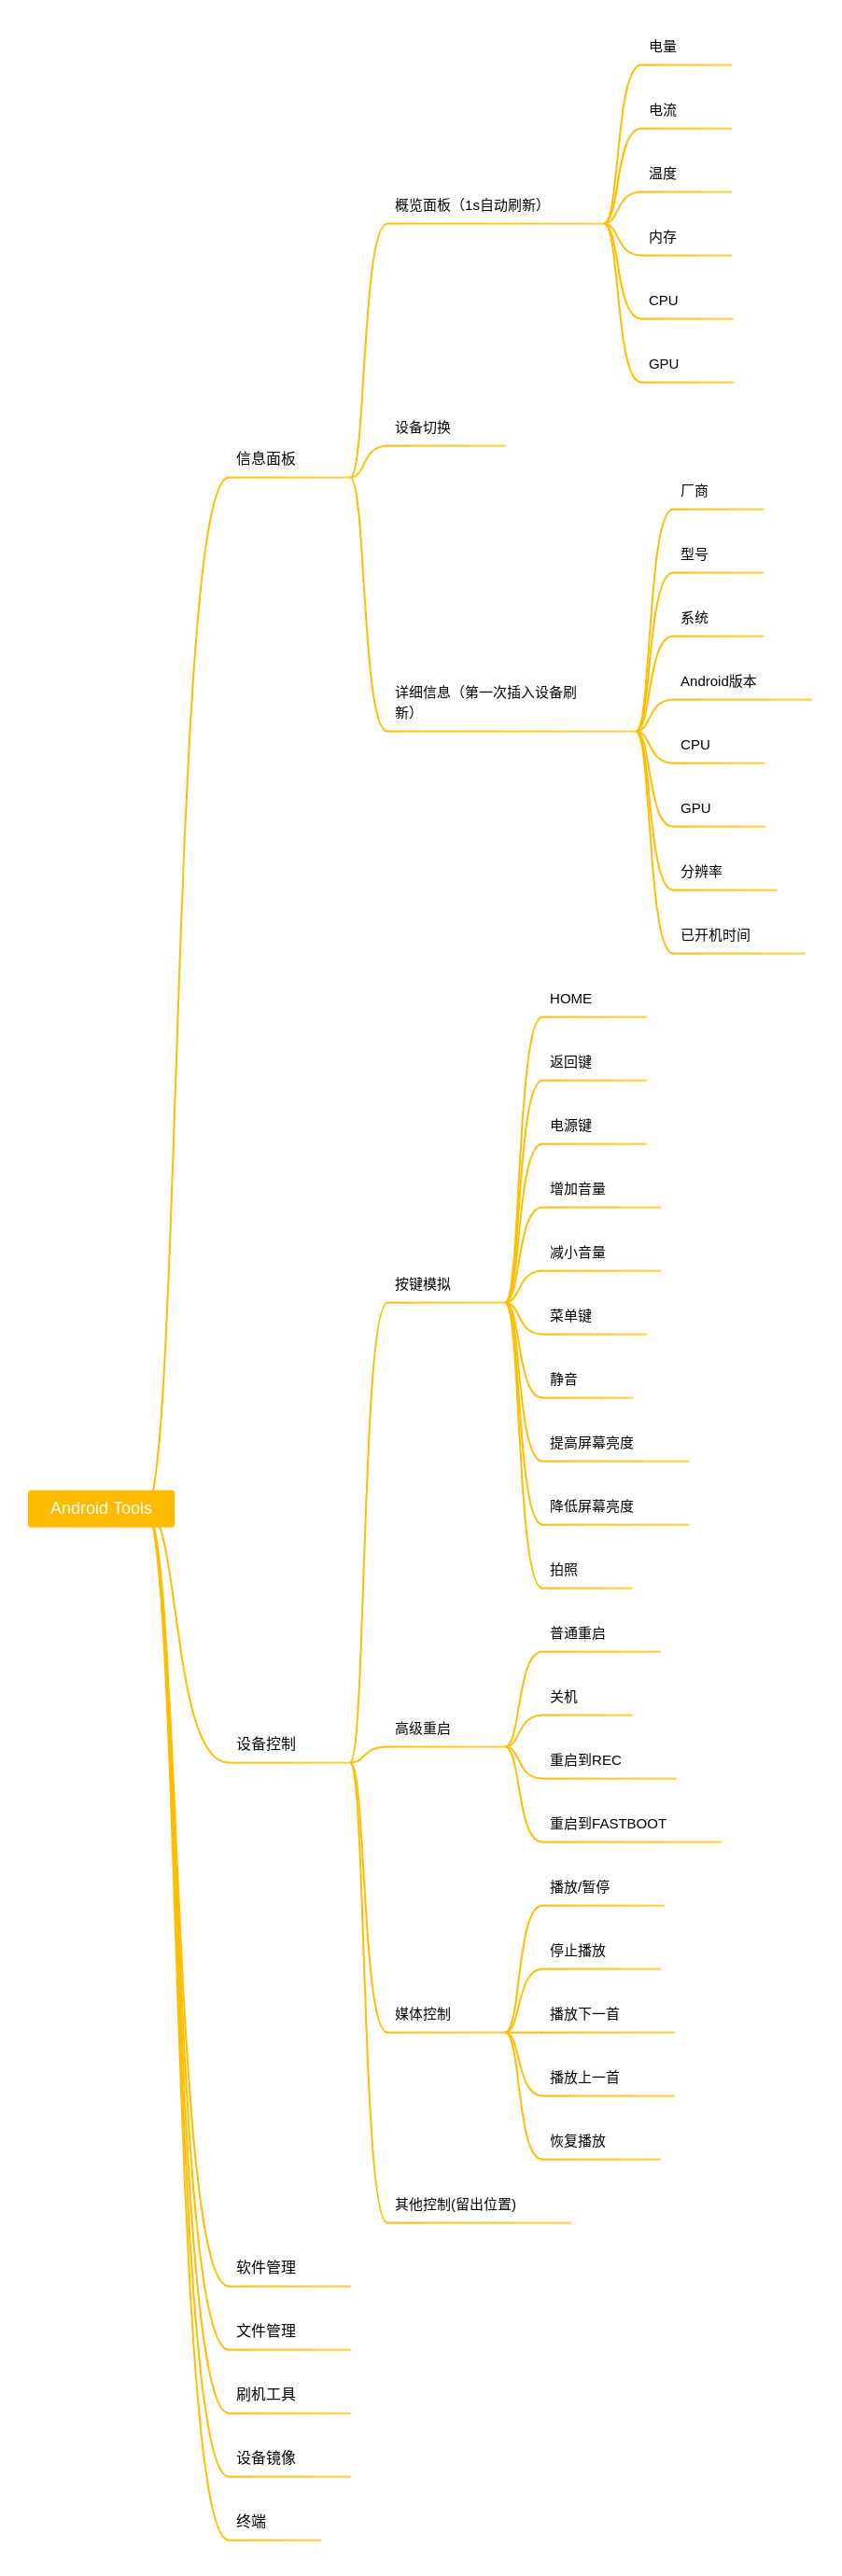 Android Tools
信息面板
概览面板（1s自动刷新）
电量
电流
温度
内存
CPU
GPU
设备切换
详细信息（第一次插入设备刷
新）
厂商
型号
系统
Android版本
CPU
GPU
分辨率
已开机时间
设备控制
按键模拟
HOME
返回键
电源键
增加音量
减小音量
菜单键
静音
提高屏幕亮度
降低屏幕亮度
拍照
高级重启
普通重启
关机
重启到REC
重启到FASTBOOT
媒体控制
播放/暂停
停止播放
播放下一首
播放上一首
恢复播放
其他控制(留出位置)
软件管理
文件管理
刷机工具
设备镜像
终端